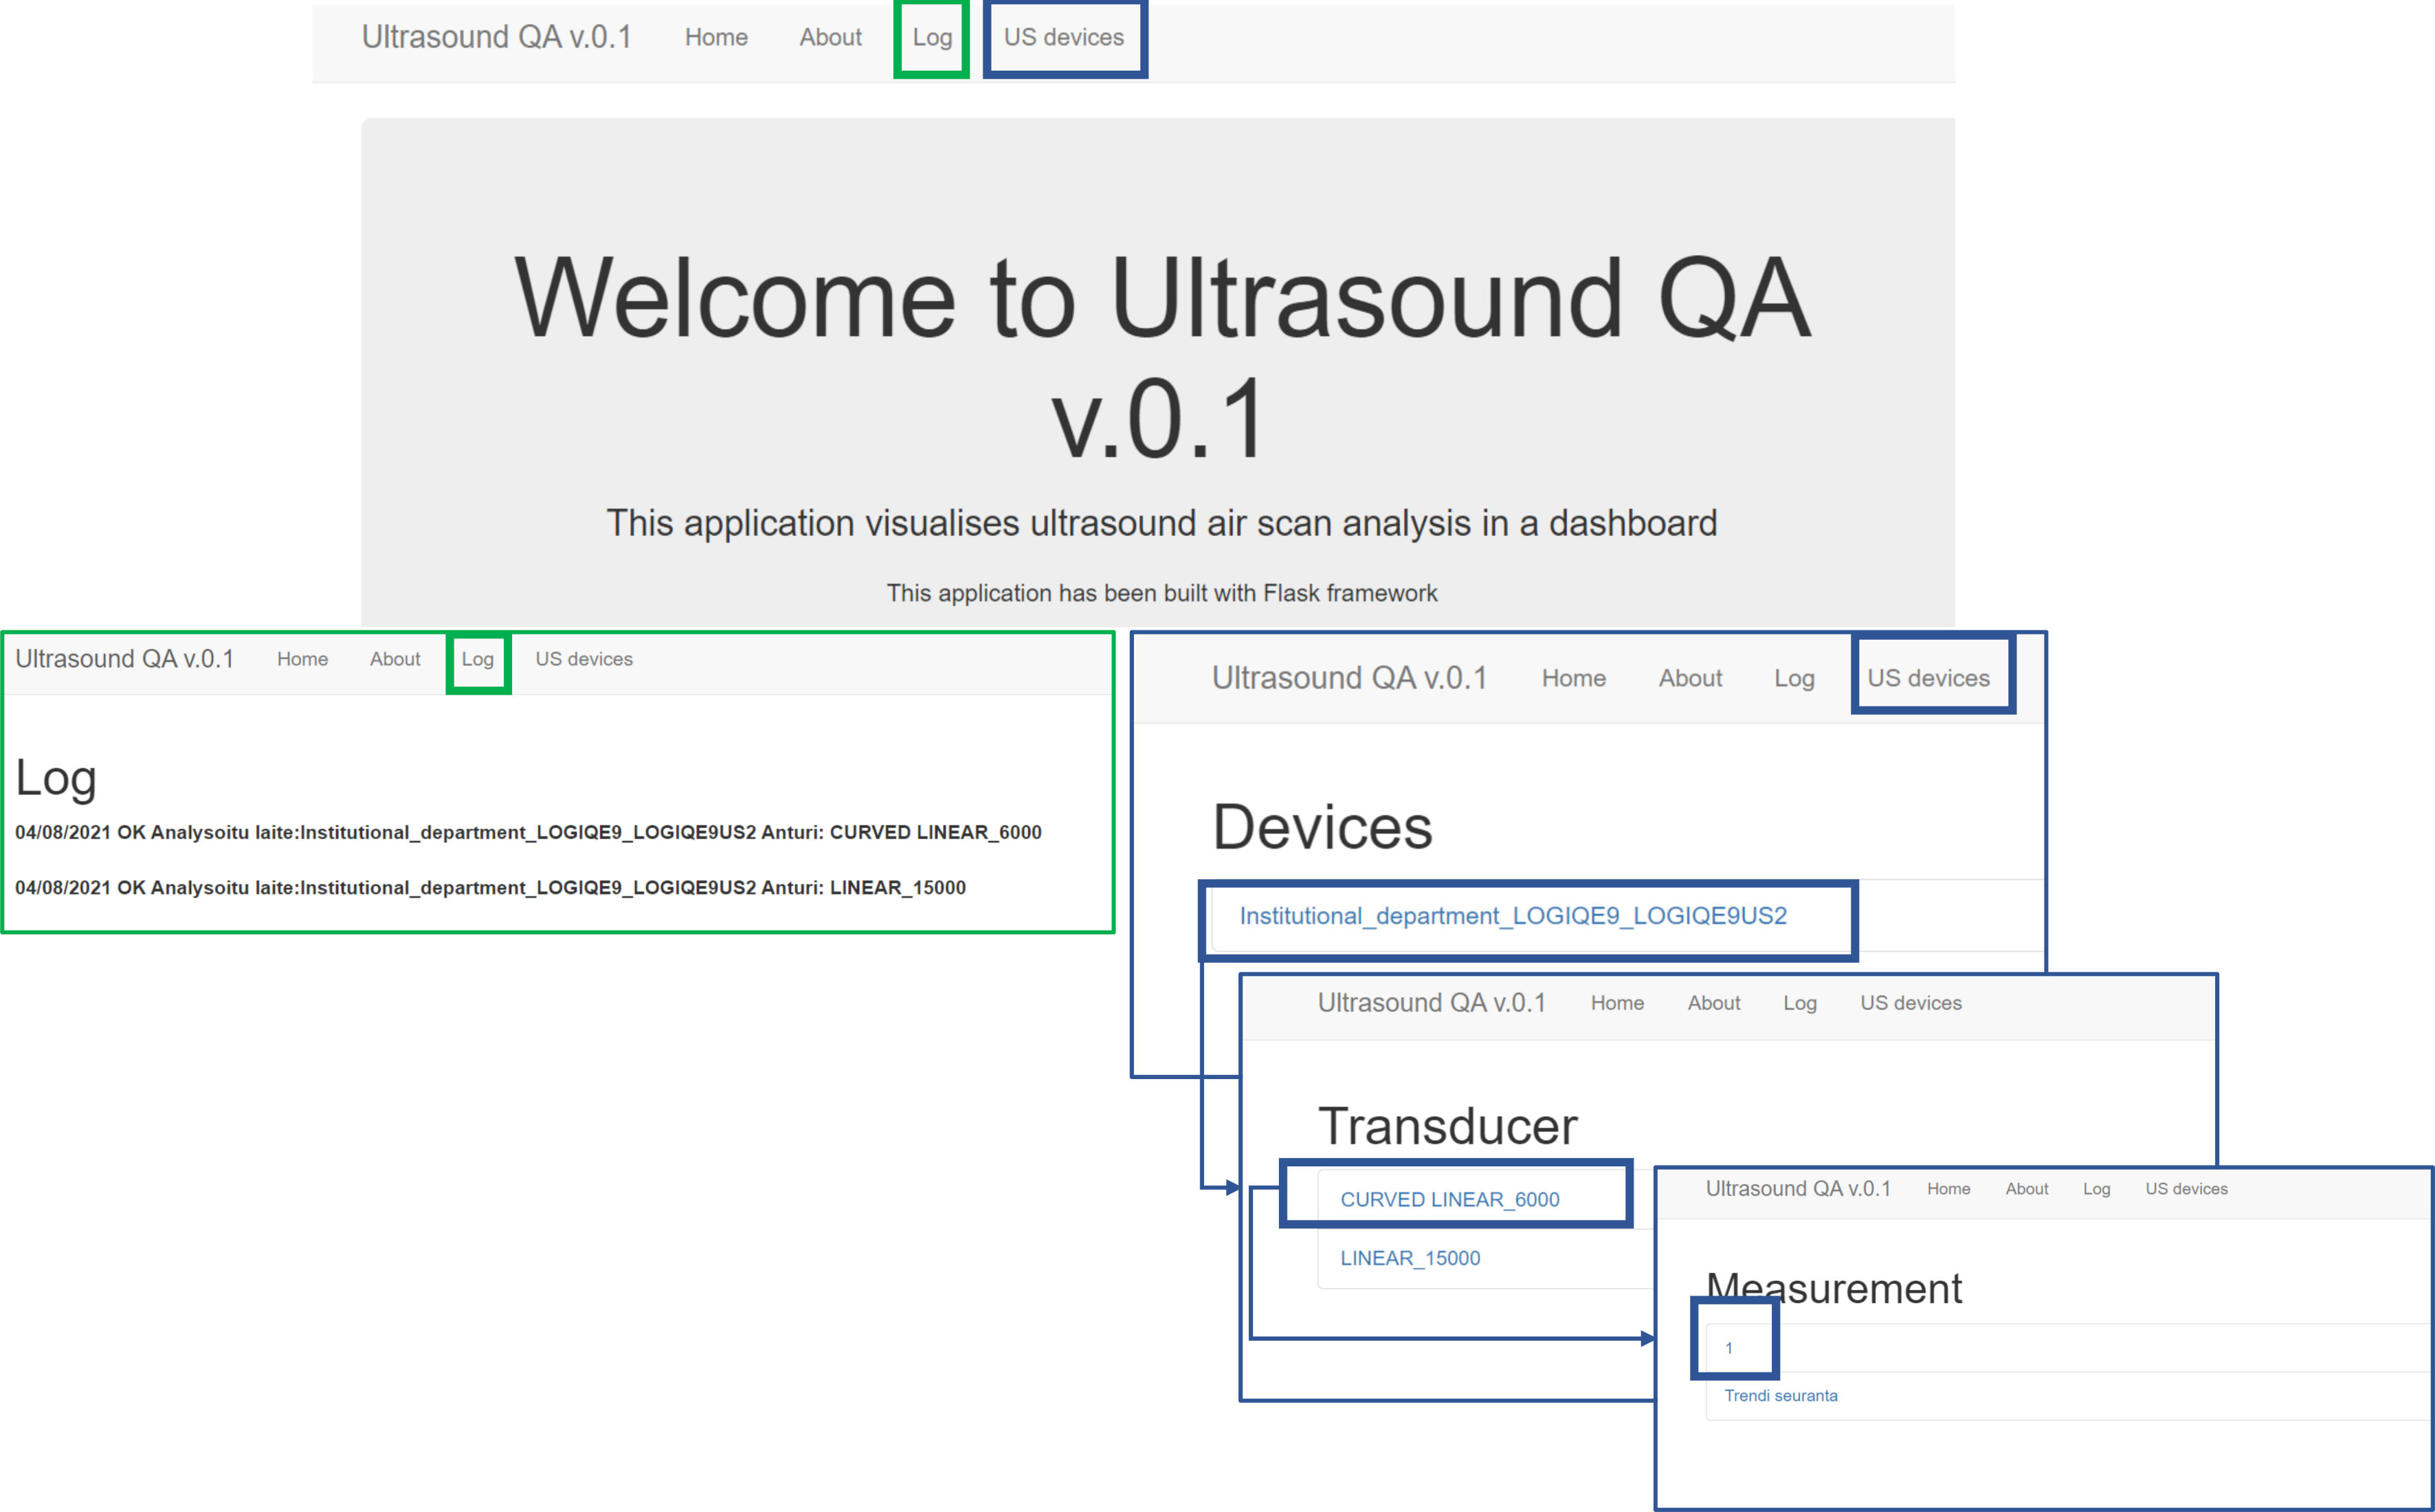 Ultrasound QA v.0.1 Home About Log US devices
Welcome to Ultrasound QA
v.0.1
This application visualises ultrasound air scan analysis in a dashboard
This application has been built with Flask framework
Ultrasound QA v.0.1 Home About Log US devices
Log
04/08/2021 OK Analysoitu laite:Institutional_department_LOGIQE9_LOGIQE9US2 Anturi: CURVED LINEAR_6000
04/08/2021 OK Analysoitu laite:Institutional_department_LOGIQE9_LOGIQE9US2 Anturi: LINEAR_15000
Ultrasound QA v.0.1 Home About Log US devices
Devices
Institutional_department_LOGIQE9_LOGIQE9US2
Ultrasound QA v.0.1 Home About Log US devices
Transducer
CURVED LINEAR_6000
LINEAR_15000
Ultrasound QA v.0.1 Home About Log US devices
Measurement
1
Trendi seuranta